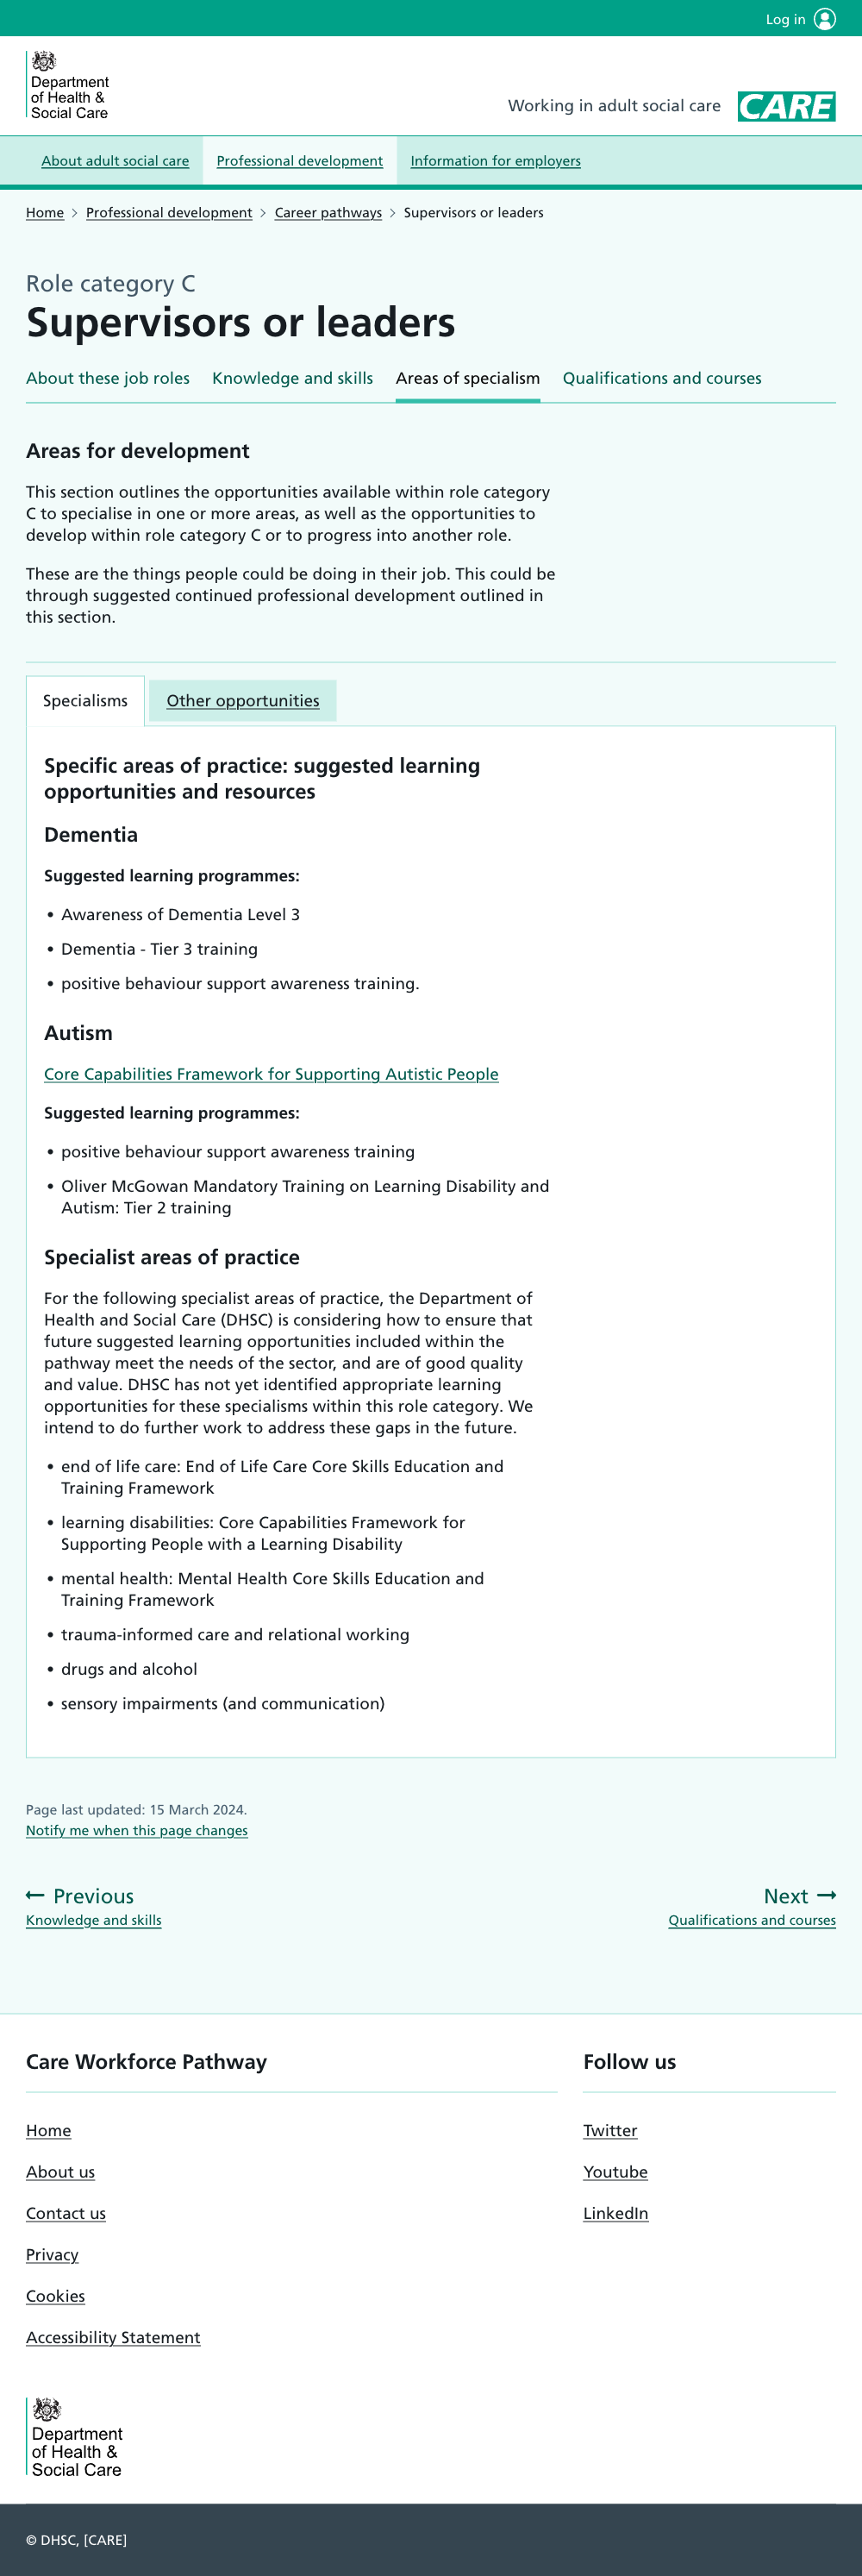 Log in
Department
of Health &
Social Care
Working in adult social care
CARE
About adult social care
Professional development
Information for employers
Home
Professional development
Career pathways
Supervisors or leaders
Role category C
Supervisors or leaders
About these job roles
Knowledge and skills
Areas of specialism
Qualifications and courses
Areas for development
This section outlines the opportunities available within role category
C to specialise in one or more areas, as well as the opportunities to
develop within role category C or to progress into another role.
These are the things people could be doing in their job. This could be
through suggested continued professional development outlined in
this section.
Specialisms
Other opportunities
Specific areas of practice: suggested learning
opportunities and resources
Dementia
Suggested learning programmes:
• Awareness of Dementia Level 3
• Dementia - Tier 3 training
• positive behaviour support awareness training.
Autism
Core Capabilities Framework for Supporting Autistic People
Suggested learning programmes:
• positive behaviour support awareness training
• Oliver McGowan Mandatory Training on Learning Disability and
Autism: Tier 2 training
Specialist areas of practice
For the following specialist areas of practice, the Department of
Health and Social Care (DHSC) is considering how to ensure that
future suggested learning opportunities included within the
pathway meet the needs of the sector, and are of good quality
and value. DHSC has not yet identified appropriate learning
opportunities for these specialisms within this role category. We
intend to do further work to address these gaps in the future.
• end of life care: End of Life Care Core Skills Education and
Training Framework
• learning disabilities: Core Capabilities Framework for
Supporting People with a Learning Disability
• mental health: Mental Health Core Skills Education and
Training Framework
• trauma-informed care and relational working
• drugs and alcohol
• sensory impairments (and communication)
Page last updated: 15 March 2024.
Notify me when this page changes
Previous
Knowledge and skills
Next
Qualifications and courses
Care Workforce Pathway
Home
About us
Contact us
Privacy
Cookies
Accessibility Statement
Follow us
Twitter
Youtube
LinkedIn
Department
of Health &
Social Care
© DHSC, [CARE]